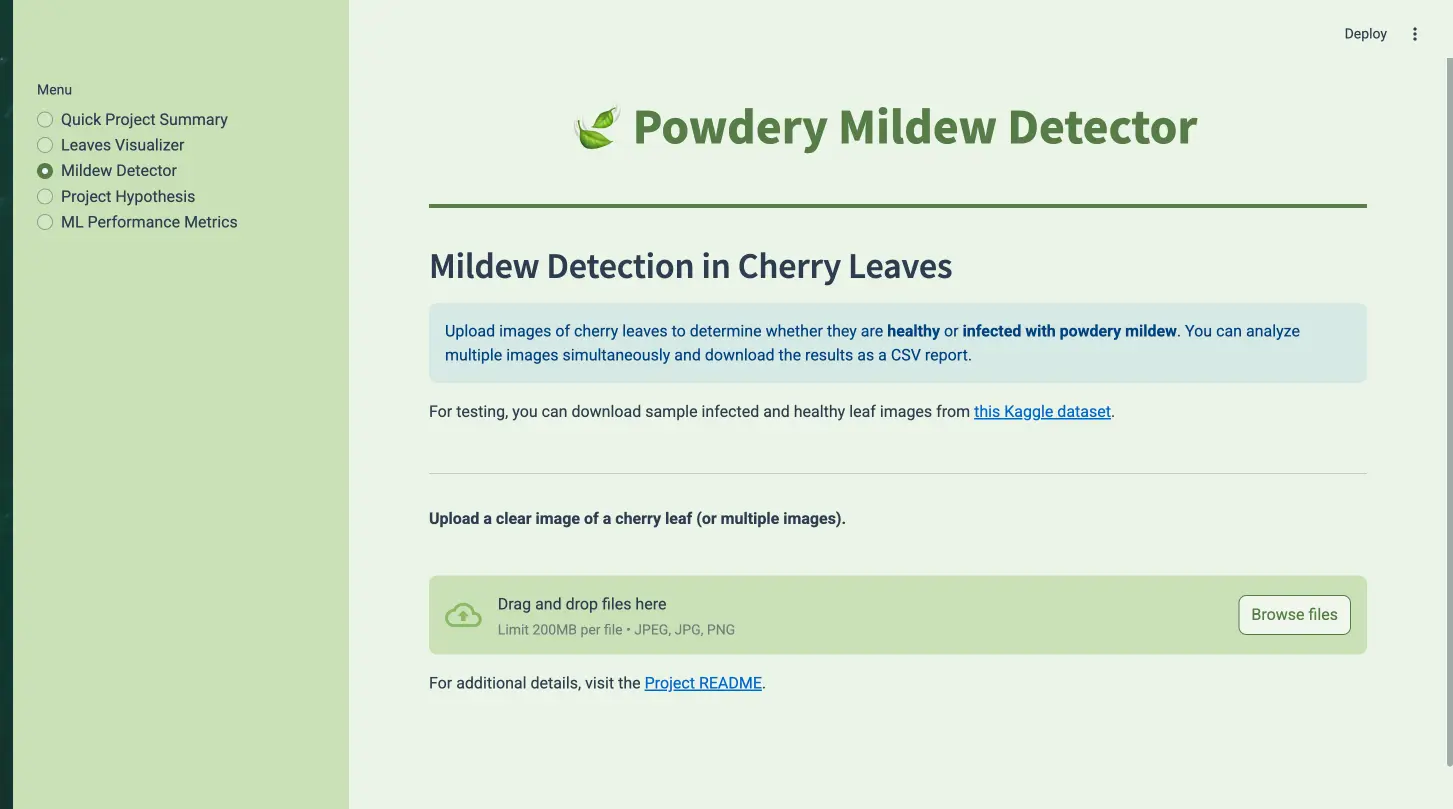 Deploy
Menu
Quick Project Summary
Leaves Visualizer
Mildew Detector
Project Hypothesis
ML Performance Metrics
Powdery Mildew Detector
Mildew Detection in Cherry Leaves
Upload images of cherry leaves to determine whether they are healthy or infected with powdery mildew. You can analyze
multiple images simultaneously and download the results as a CSV report.
For testing, you can download sample infected and healthy leaf images from this Kaggle dataset.
Upload a clear image of a cherry leaf (or multiple images).
Drag and drop files here
Limit 200MB per file • JPEG, JPG, PNG
Browse files
For additional details, visit the Project README.